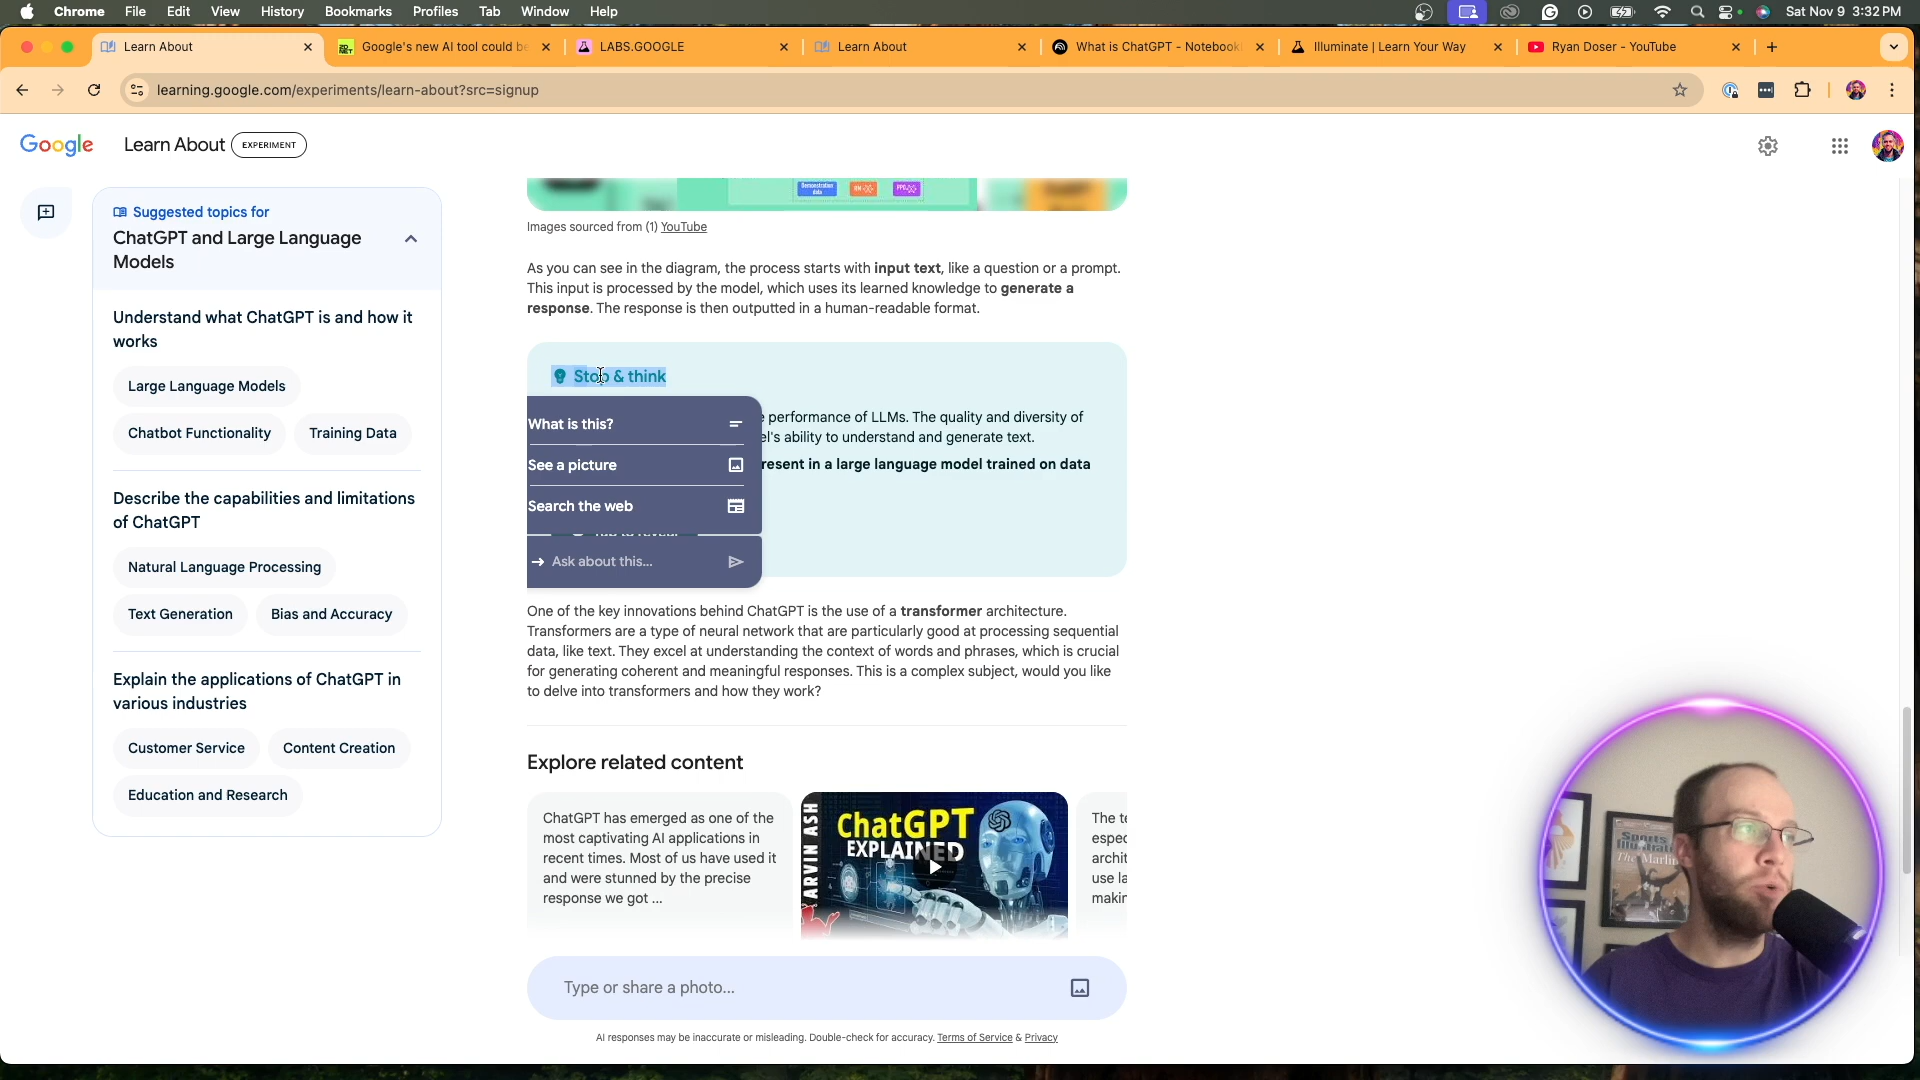 Chrome File Edit View History Bookmarks Profiles Tab Window Help Sat Nov 9 3:32 PM
Learn About Google's new AI tool could be LABS.GOOGLE Learn About What is ChatGPT - Notebook Illuminate | Learn Your Way Ryan Doser - YouTube
learning.google.com/experiments/learn-about?src=signup
Google Learn About EXPERIMENT
Suggested topics for
ChatGPT and Large Language
Models
Understand what ChatGPT is and how it
works
Large Language Models
Chatbot Functionality Training Data
Describe the capabilities and limitations
of ChatGPT
Natural Language Processing
Text Generation Bias and Accuracy
Explain the applications of ChatGPT in
various industries
Customer Service Content Creation
Education and Research
Demonstration
data
Images sourced from (1) YouTube
As you can see in the diagram, the process starts with input text, like a question or a prompt.
This input is processed by the model, which uses its learned knowledge to generate a
response. The response is then outputted in a human-readable format.
Stop & think
performance of LLMs. The quality and diversity of
el's ability to understand and generate text.
resent in a large language model trained on data
What is this?
See a picture
Search the web
Ask about this...
One of the key innovations behind ChatGPT is the use of a transformer architecture.
Transformers are a type of neural network that are particularly good at processing sequential
data, like text. They excel at understanding the context of words and phrases, which is crucial
for generating coherent and meaningful responses. This is a complex subject, would you like
to delve into transformers and how they work?
Explore related content
ChatGPT has emerged as one of the
most captivating AI applications in
recent times. Most of us have used it
and were stunned by the precise
response we got ...
ARVIN ASH
ChatGPT
EXPLAINED
The te
espec
archit
use la
makin
Type or share a photo...
AI responses may be inaccurate or misleading. Double-check for accuracy. Terms of Service & Privacy
Sports
The Marlin